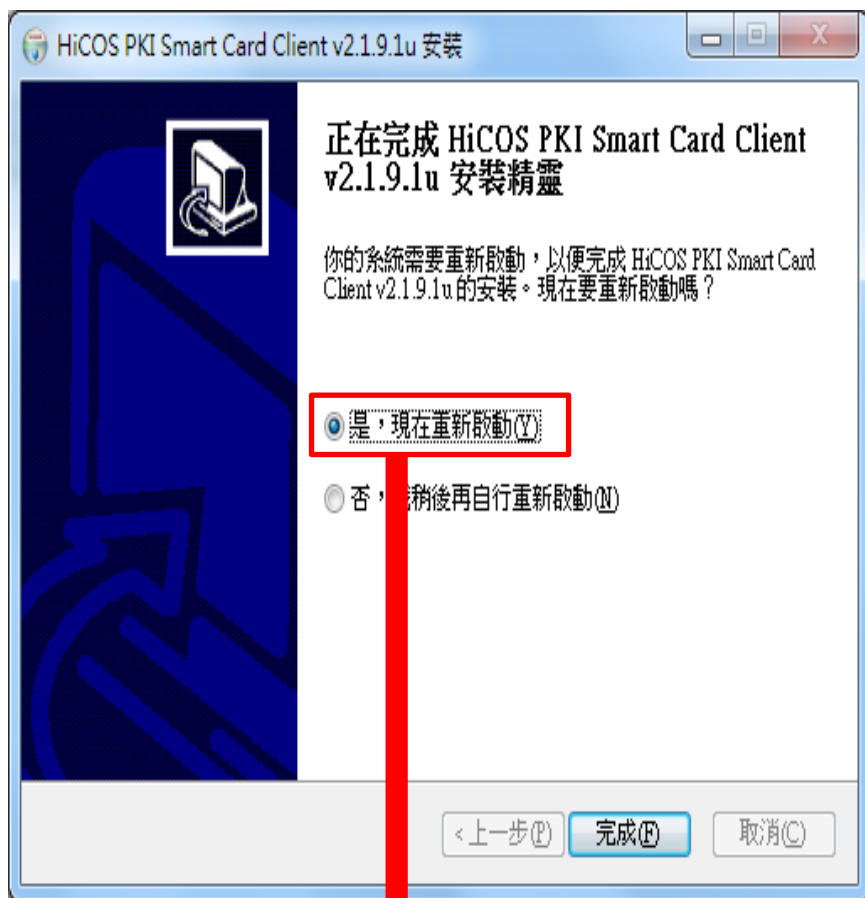 HiCOS PKI Smart Card Client v2.1.9.1u 安裝
正在完成 HiCOS PKI Smart Card Client
v2.1.9.1u 安裝精靈
你的系統需要重新啟動，以便完成 HiCOS PKI Smart Card
Client v2.1.9.1u 的安裝。現在要重新啟動嗎？
是，現在重新啟動(Y)
否，稍後再自行重新啟動(N)
<上一步(P)
完成(F)
取消(C)